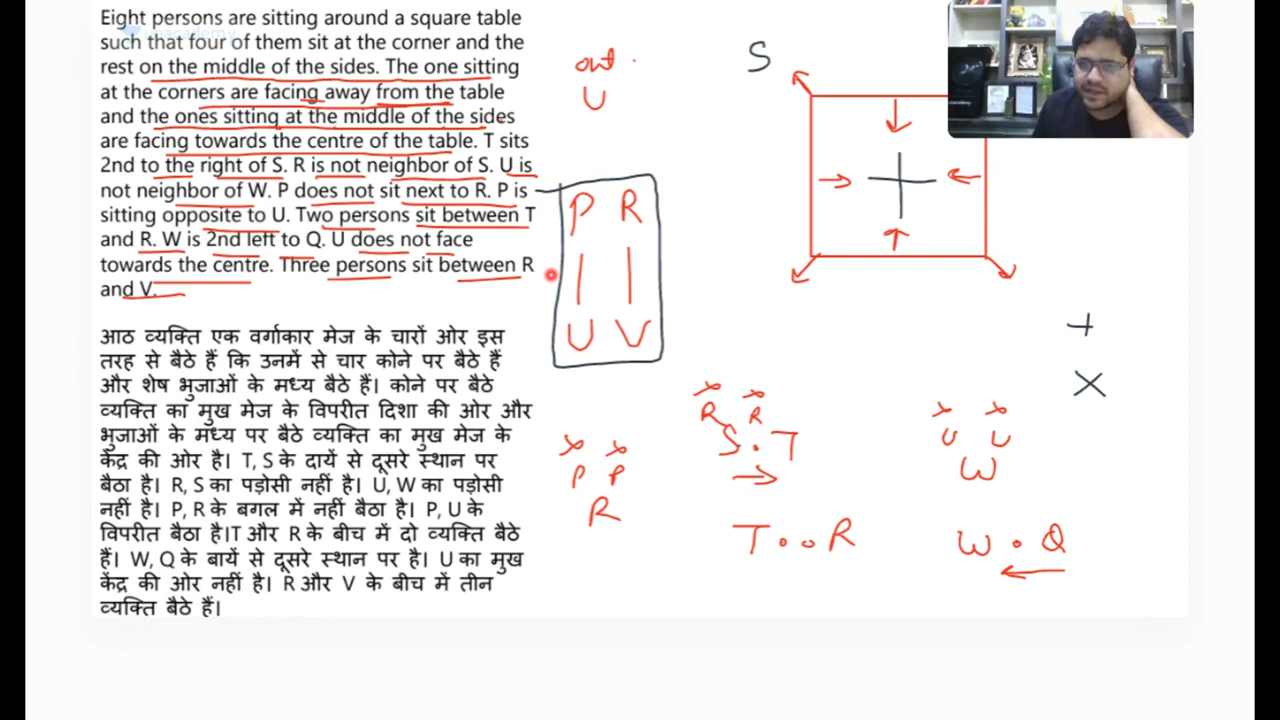 Eight persons are sitting around a square table
such that four of them sit at the corner and the
rest on the middle of the sides. The one sitting
at the corners are facing away from the table
and the ones sitting at the middle of the sides
are facing towards the centre of the table. T sits
2nd to the right of S. R is not neighbor of S. U is
not neighbor of W. P does not sit next to R. P is
sitting opposite to U. Two persons sit between T
and R. W is 2nd left to Q. U does not face
towards the centre. Three persons sit between R
and V.
आठ व्यक्ति एक वर्गाकार मेज के चारों ओर इस
तरह से बैठे हैं कि उनमें से चार कोने पर बैठे हैं
और शेष भुजाओं के मध्य बैठे हैं। कोने पर बैठे
व्यक्ति का मुख मेज के विपरीत दिशा की ओर और
भुजाओं के मध्य पर बैठे व्यक्ति का मुख मेज के
केंद्र की ओर है। T, S के दायें से दूसरे स्थान पर
बैठा है। R, S का पड़ोसी नहीं है। U, W का पड़ोसी
नहीं है। P, R के बगल में नहीं बैठा है। P, U के
विपरीत बैठा है।T और R के बीच में दो व्यक्ति बैठे
हैं। W, Q के बायें से दूसरे स्थान पर है। U का मुख
केंद्र की ओर नहीं है। R और V के बीच में तीन
व्यक्ति बैठे हैं।
out
U
S
P R
U V
R R
S . T
P P
R
U U
W
T . . R
W . Q